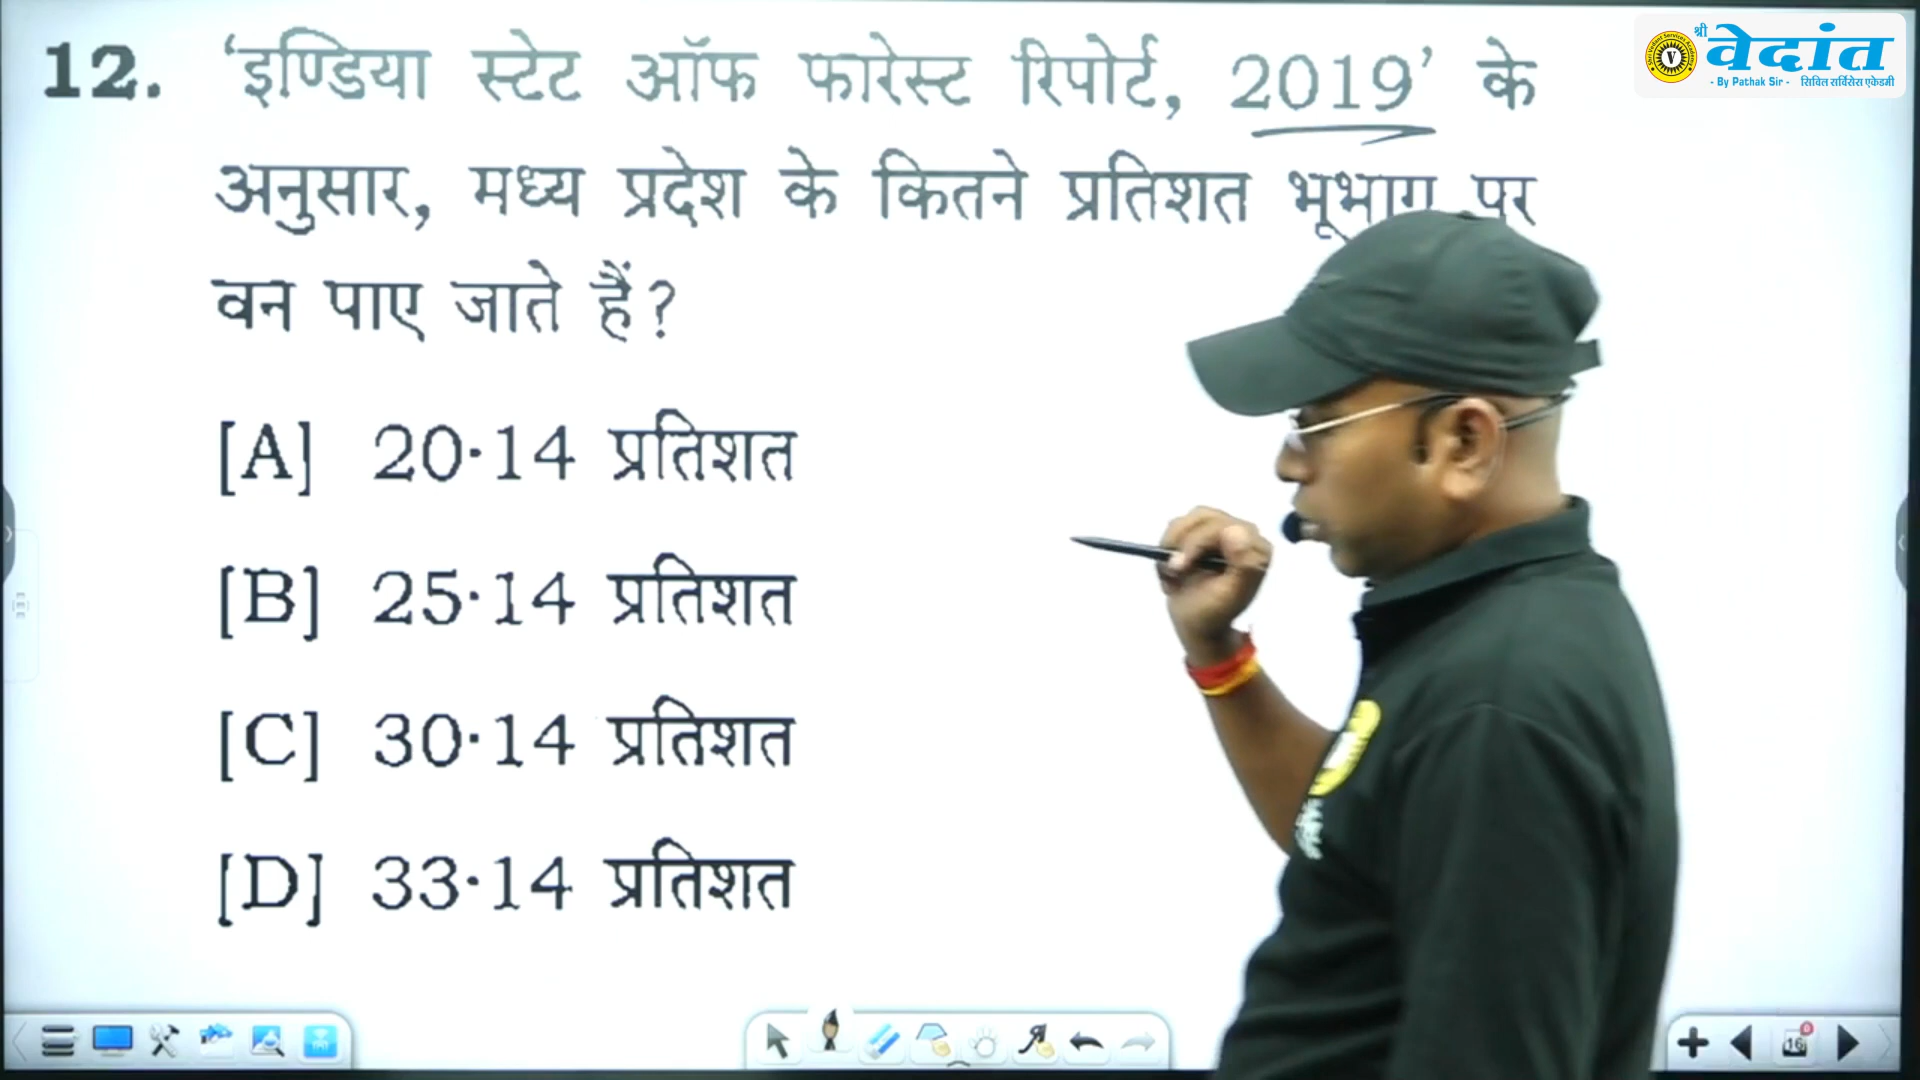 श्री वेदांत
- By Pathak Sir - सिविल सर्विसेस एकेडमी
12. ‘इण्डिया स्टेट ऑफ फारेस्ट रिपोर्ट, 2019’ के
अनुसार, मध्य प्रदेश के कितने प्रतिशत भूभाग पर
वन पाए जाते हैं?
[A] 20·14 प्रतिशत
[B] 25·14 प्रतिशत
[C] 30·14 प्रतिशत
[D] 33·14 प्रतिशत
16